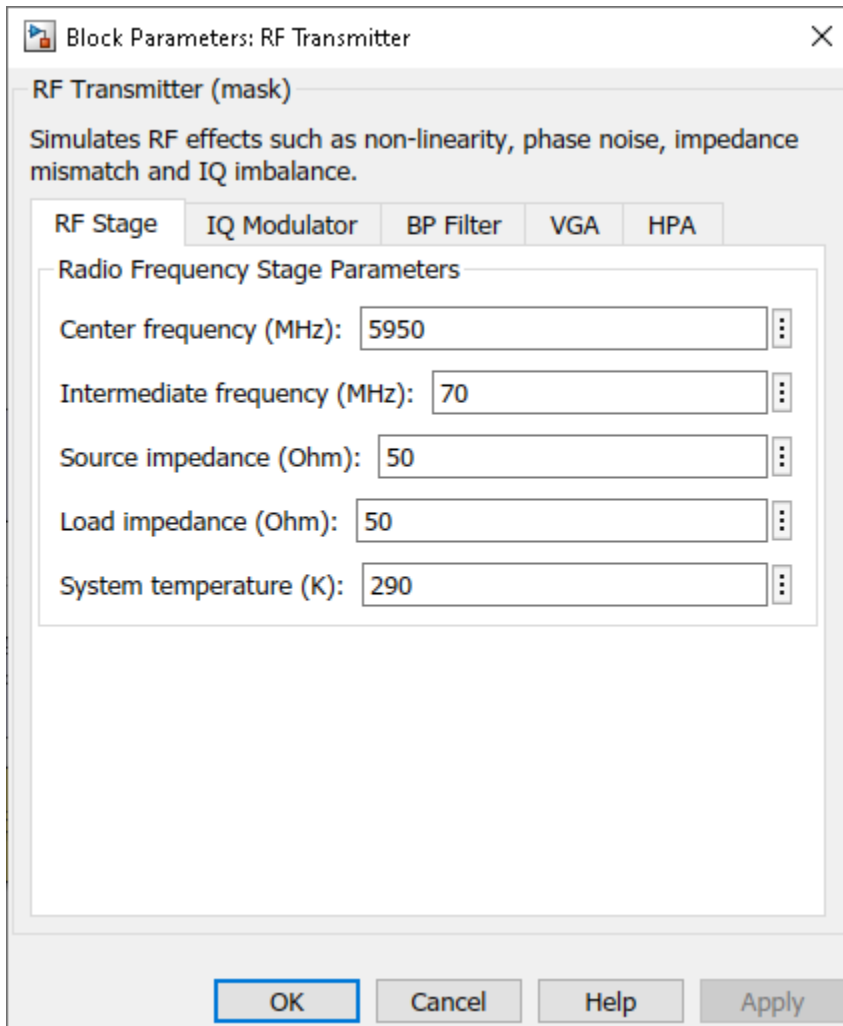 Block Parameters: RF Transmitter
RF Transmitter (mask)
Simulates RF effects such as non-linearity, phase noise, impedance
mismatch and IQ imbalance.
RF Stage IQ Modulator BP Filter VGA HPA
Radio Frequency Stage Parameters
Center frequency (MHz): 5950
Intermediate frequency (MHz): 70
Source impedance (Ohm): 50
Load impedance (Ohm): 50
System temperature (K): 290
OK Cancel Help Apply